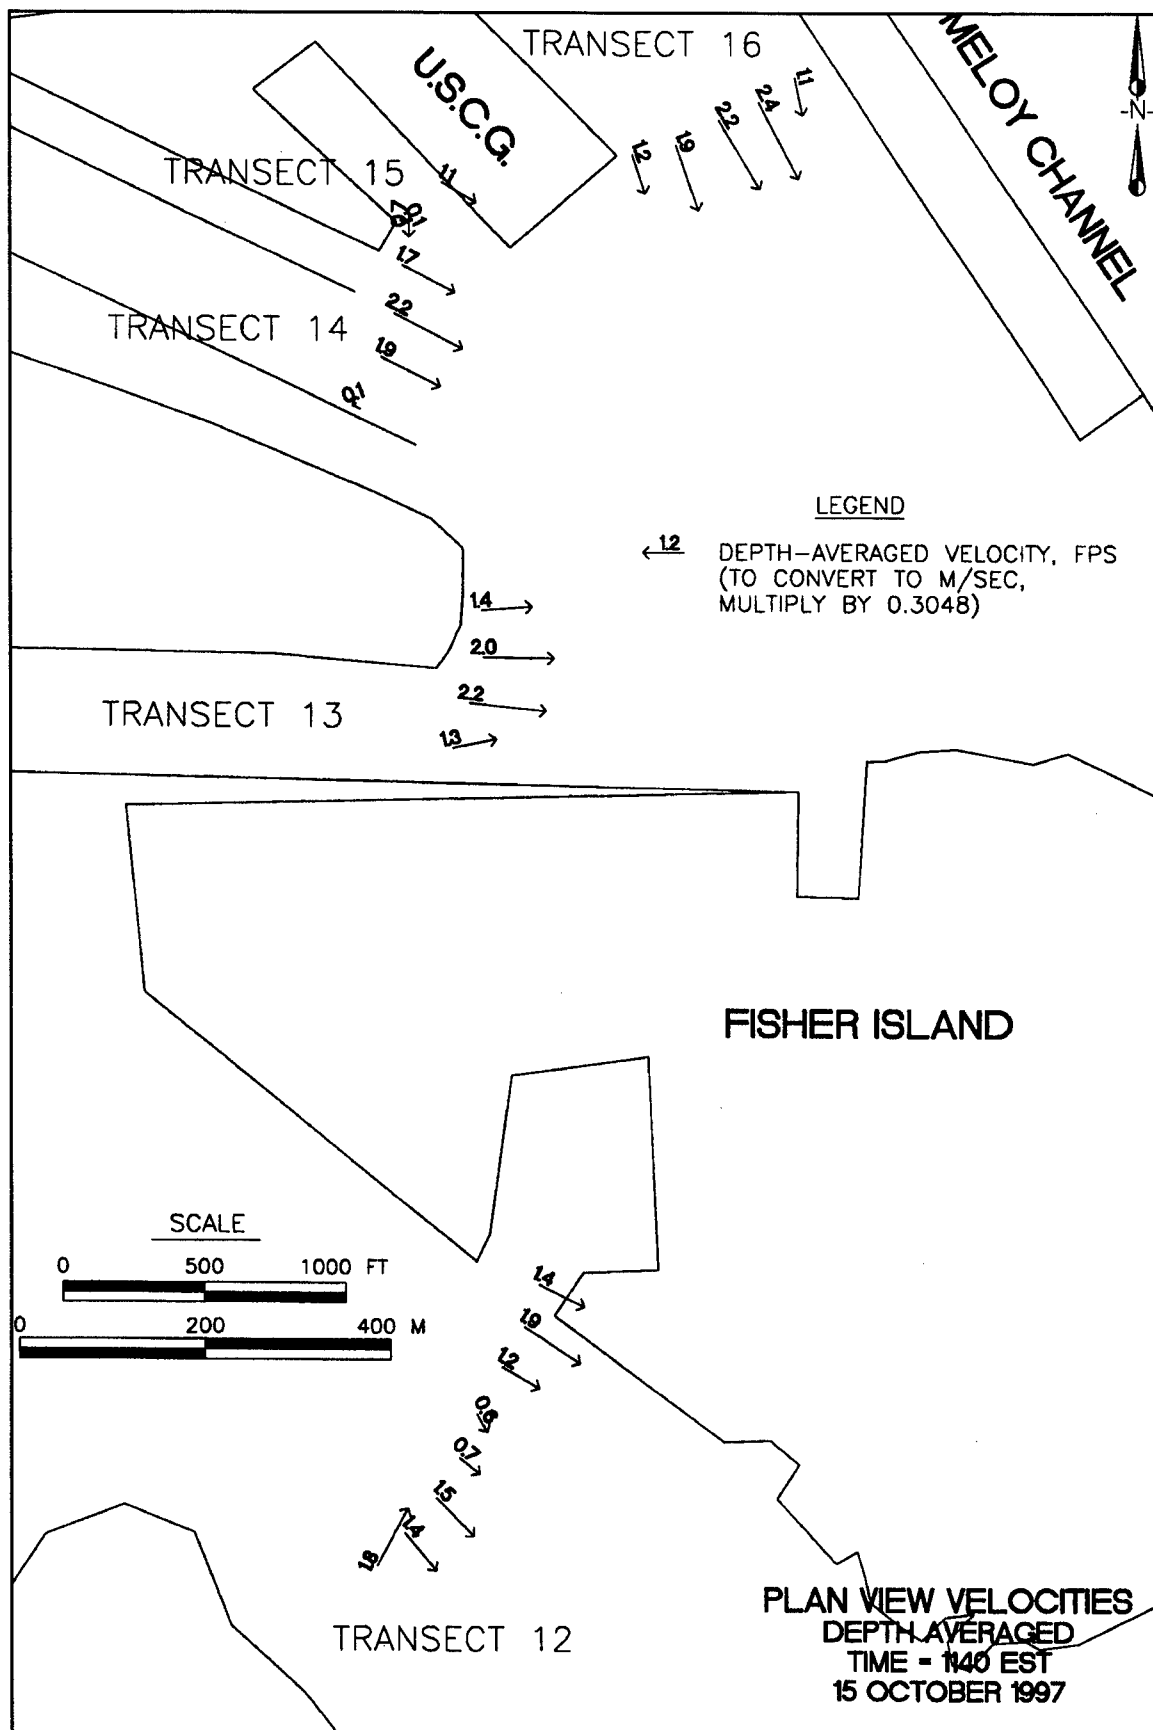 TRANSECT 16
MELOY CHANNEL
U.S.C.G.
-N-
1.1
2.4
2.2
1.9
1.2
TRANSECT 15
1.1
0.1
1.7
2.2
TRANSECT 14
1.9
0.1
LEGEND
1.2
DEPTH-AVERAGED VELOCITY, FPS
(TO CONVERT TO M/SEC,
MULTIPLY BY 0.3048)
1.4
2.0
2.2
TRANSECT 13
1.3
FISHER ISLAND
SCALE
0 500 1000 FT
0 200 400 M
1.4
1.9
1.2
0.6
0.7
1.5
1.4
1.8
TRANSECT 12
PLAN VIEW VELOCITIES
DEPTH AVERAGED
TIME = 1140 EST
15 OCTOBER 1997